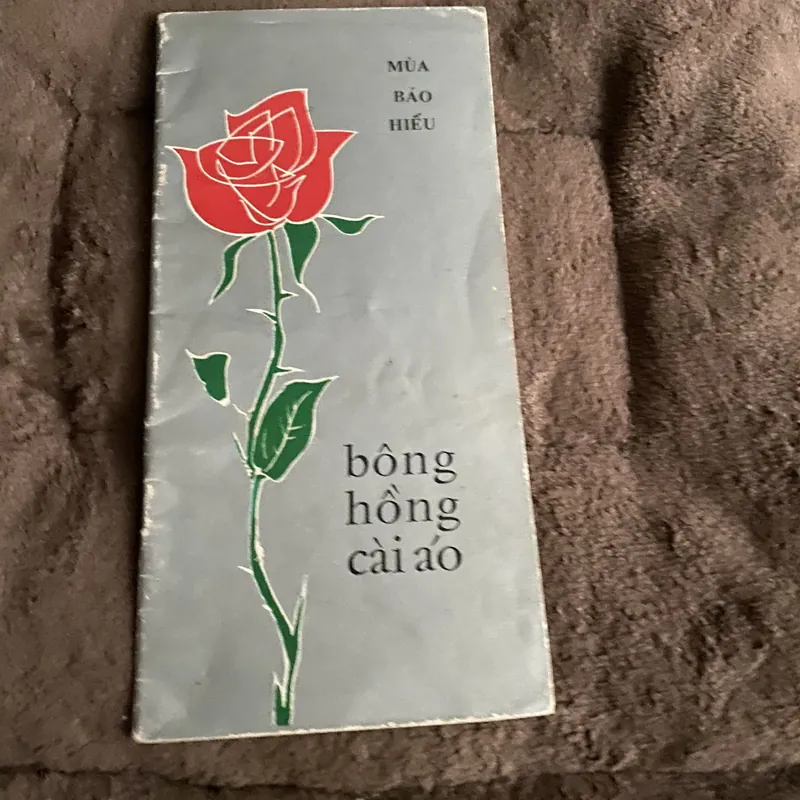 MÙA
BÁO
HIẾU
bông
hồng
cài áo